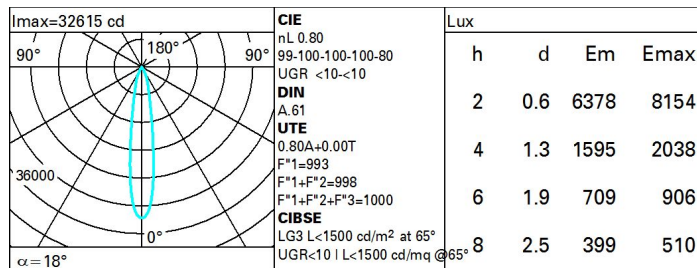 Imax=32615 cd
90°
180°
90°
36000
0°
α=18°
CIE
nL 0.80
99-100-100-100-80
UGR <10-<10
DIN
A.61
UTE
0.80A+0.00T
F"1=993
F"1+F"2=998
F"1+F"2+F"3=1000
CIBSE
LG3 L<1500 cd/m² at 65°
UGR<10 | L<1500 cd/mq @65°
Lux
h d Em Emax
2 0.6 6378 8154
4 1.3 1595 2038
6 1.9 709 906
8 2.5 399 510